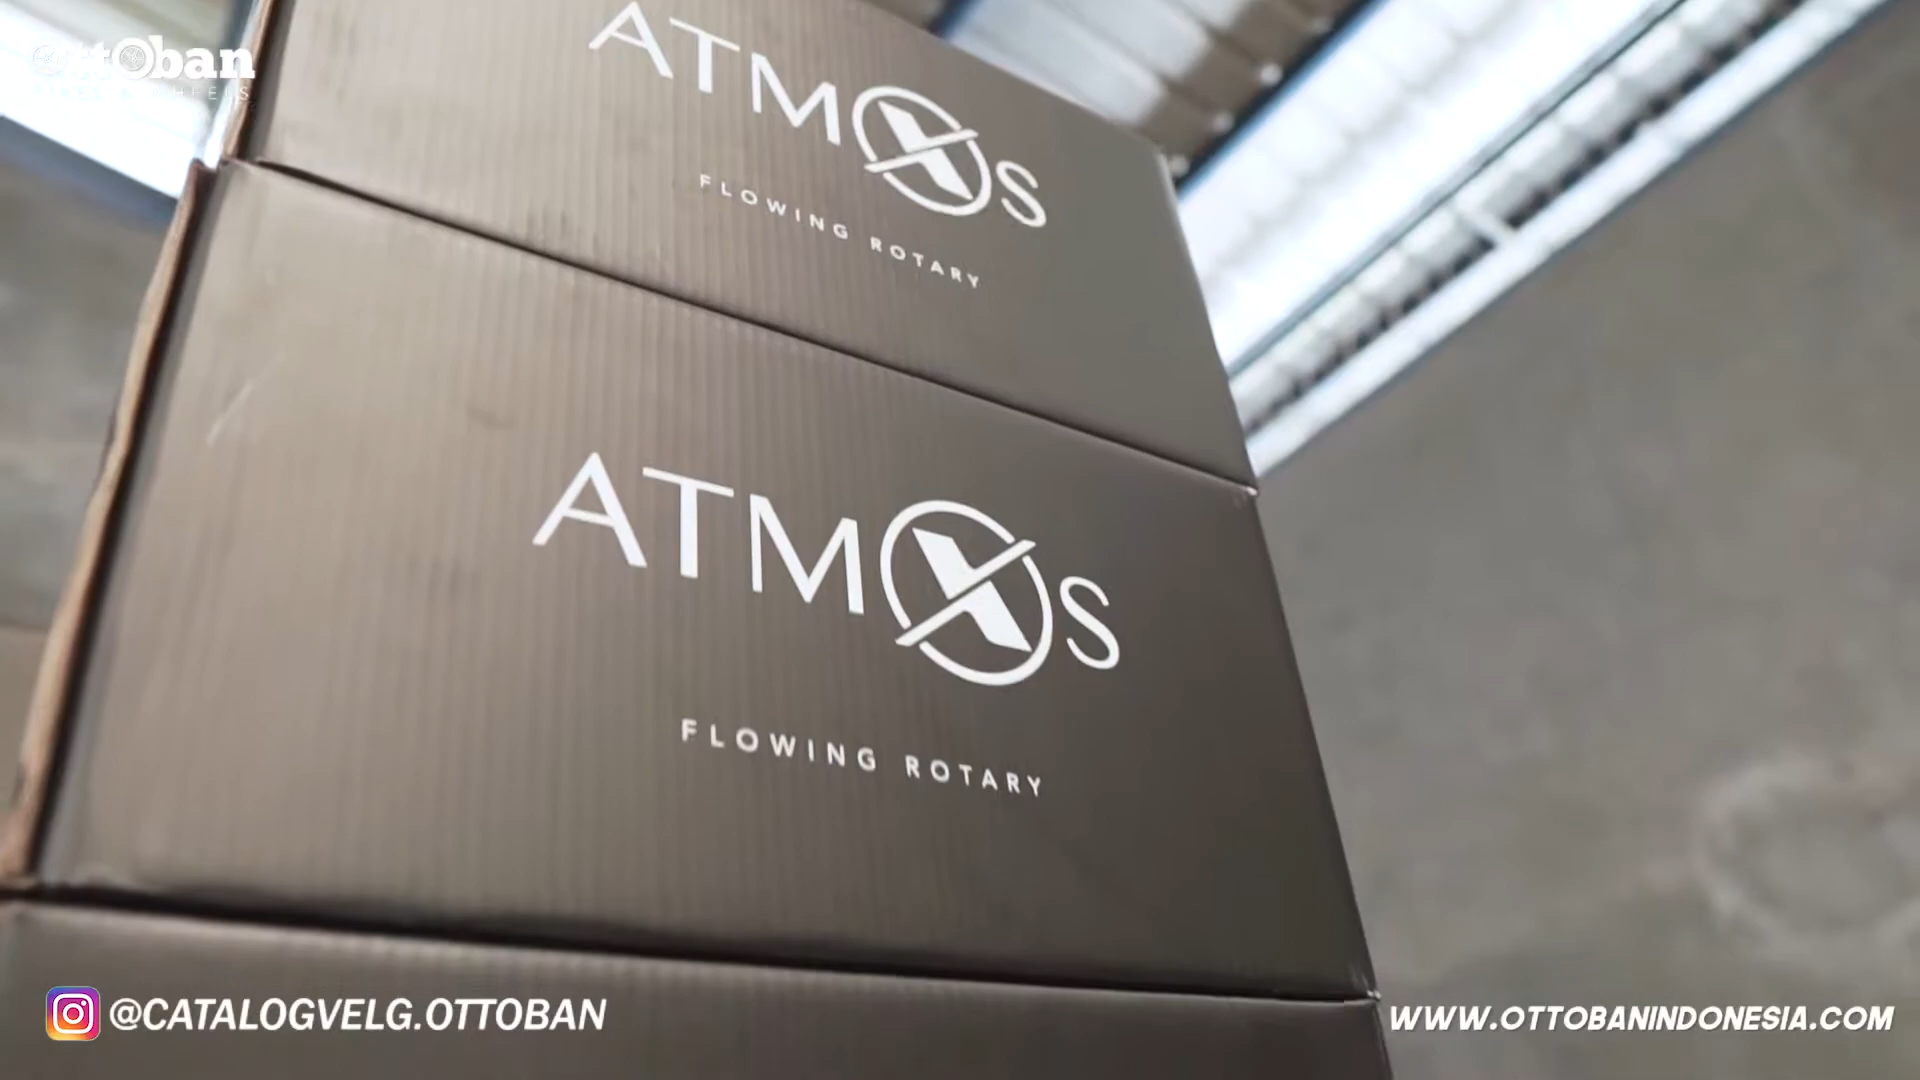 OttOban
ATMXS
FLOWING ROTARY
ATMXS
FLOWING ROTARY
@CATALOGVELG.OTTOBAN
WWW.OTTOBANINDONESIA.COM